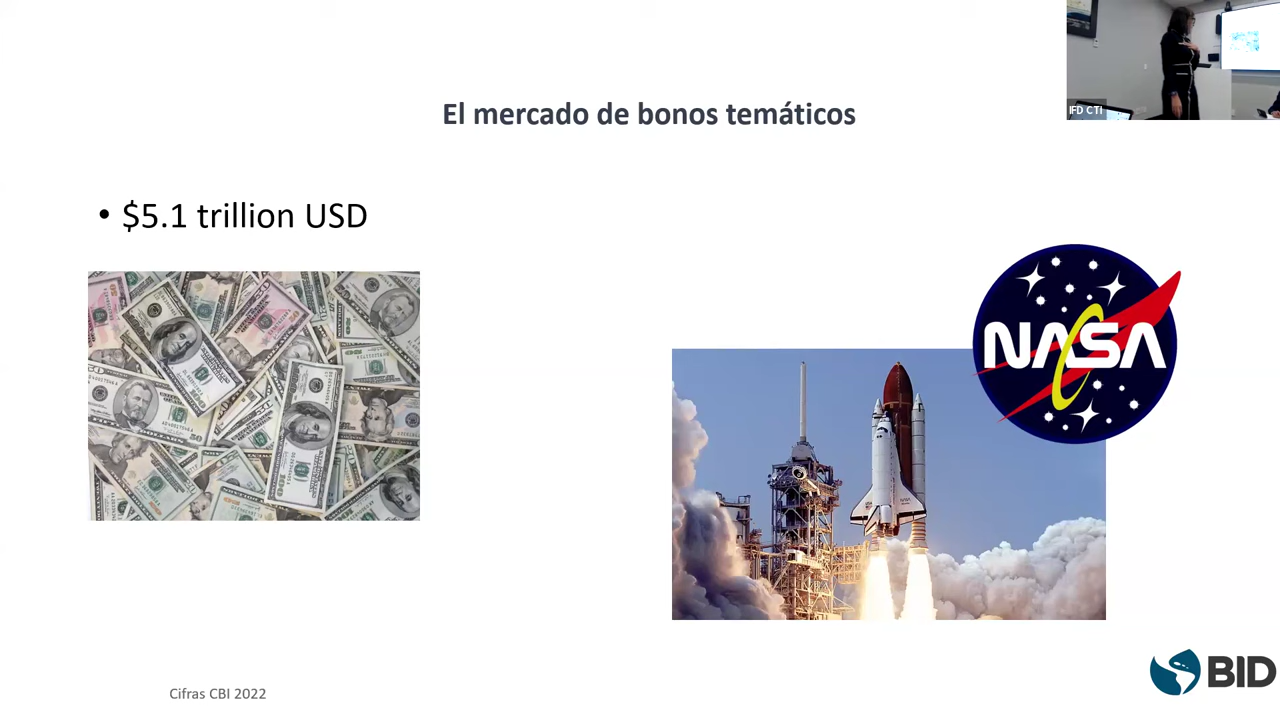 El mercado de bonos temáticos
IFD CTI
• $5.1 trillion USD
NASA
Cifras CBI 2022
BID